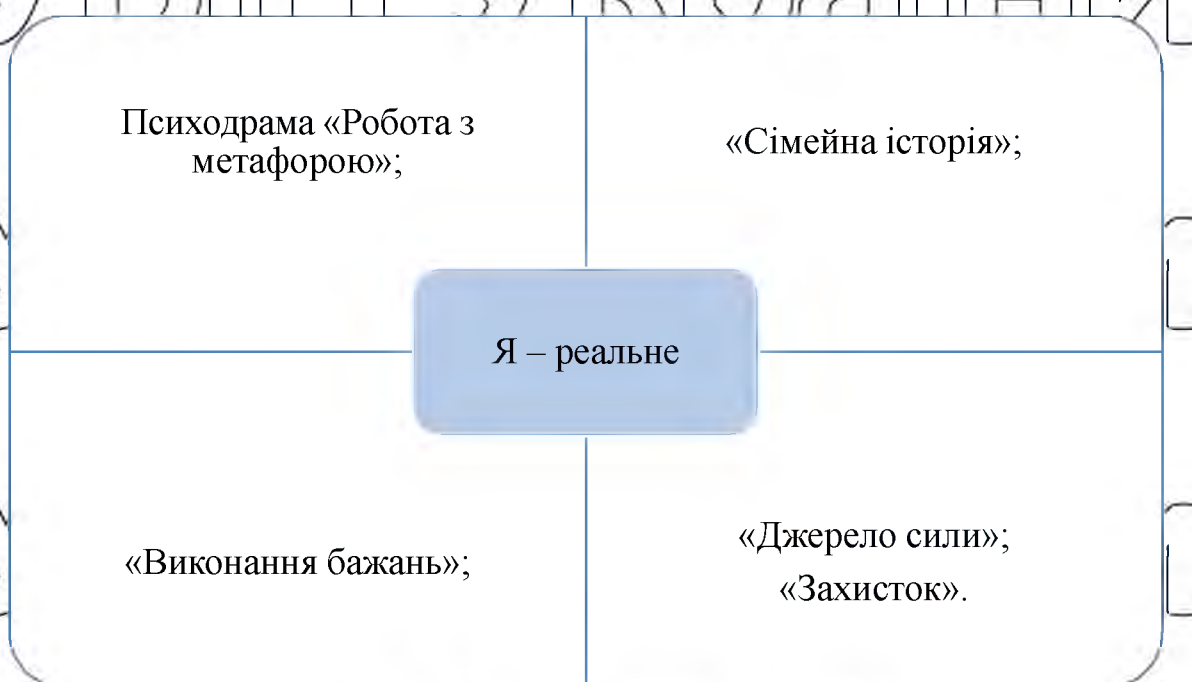 Психодрама «Робота з
метафорою»;
«Сімейна історія»;
Я – реальне
«Виконання бажань»;
«Джерело сили»;
«Захисток».